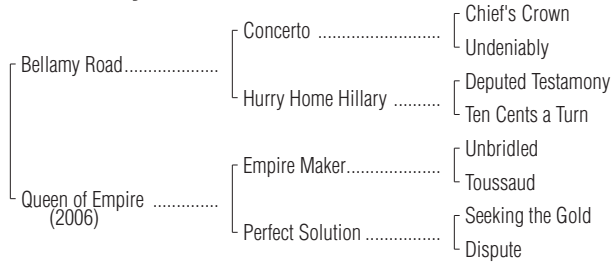 Chief's Crown
Concerto ..........................
Undeniably
Bellamy Road...................
Deputed Testamony
Hurry Home Hillary ..........
Ten Cents a Turn
Unbridled
Empire Maker....................
Toussaud
Queen of Empire ..............
(2006)
Seeking the Gold
Perfect Solution ................
Dispute